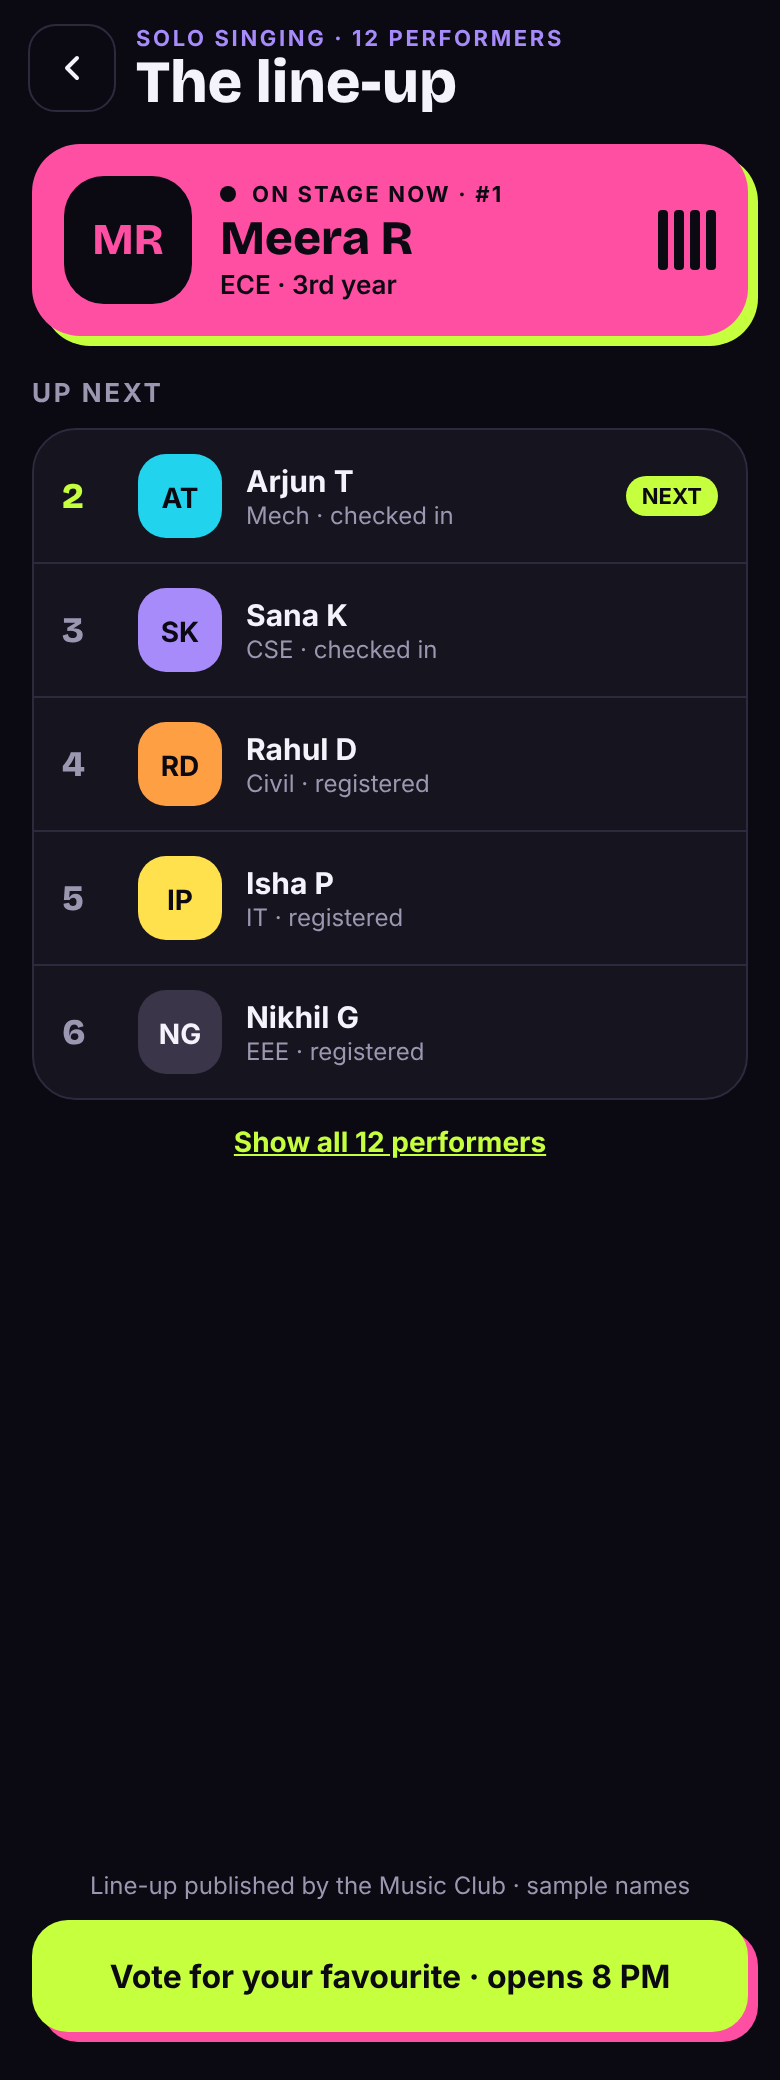 SOLO SINGING · 12 PERFORMERS
The line-up
MR
ON STAGE NOW · #1
Meera R
ECE · 3rd year
UP NEXT
2
AT
Arjun T
Mech · checked in
NEXT
3
SK
Sana K
CSE · checked in
4
RD
Rahul D
Civil · registered
5
IP
Isha P
IT · registered
6
NG
Nikhil G
EEE · registered
Show all 12 performers
Line-up published by the Music Club · sample names
Vote for your favourite · opens 8 PM